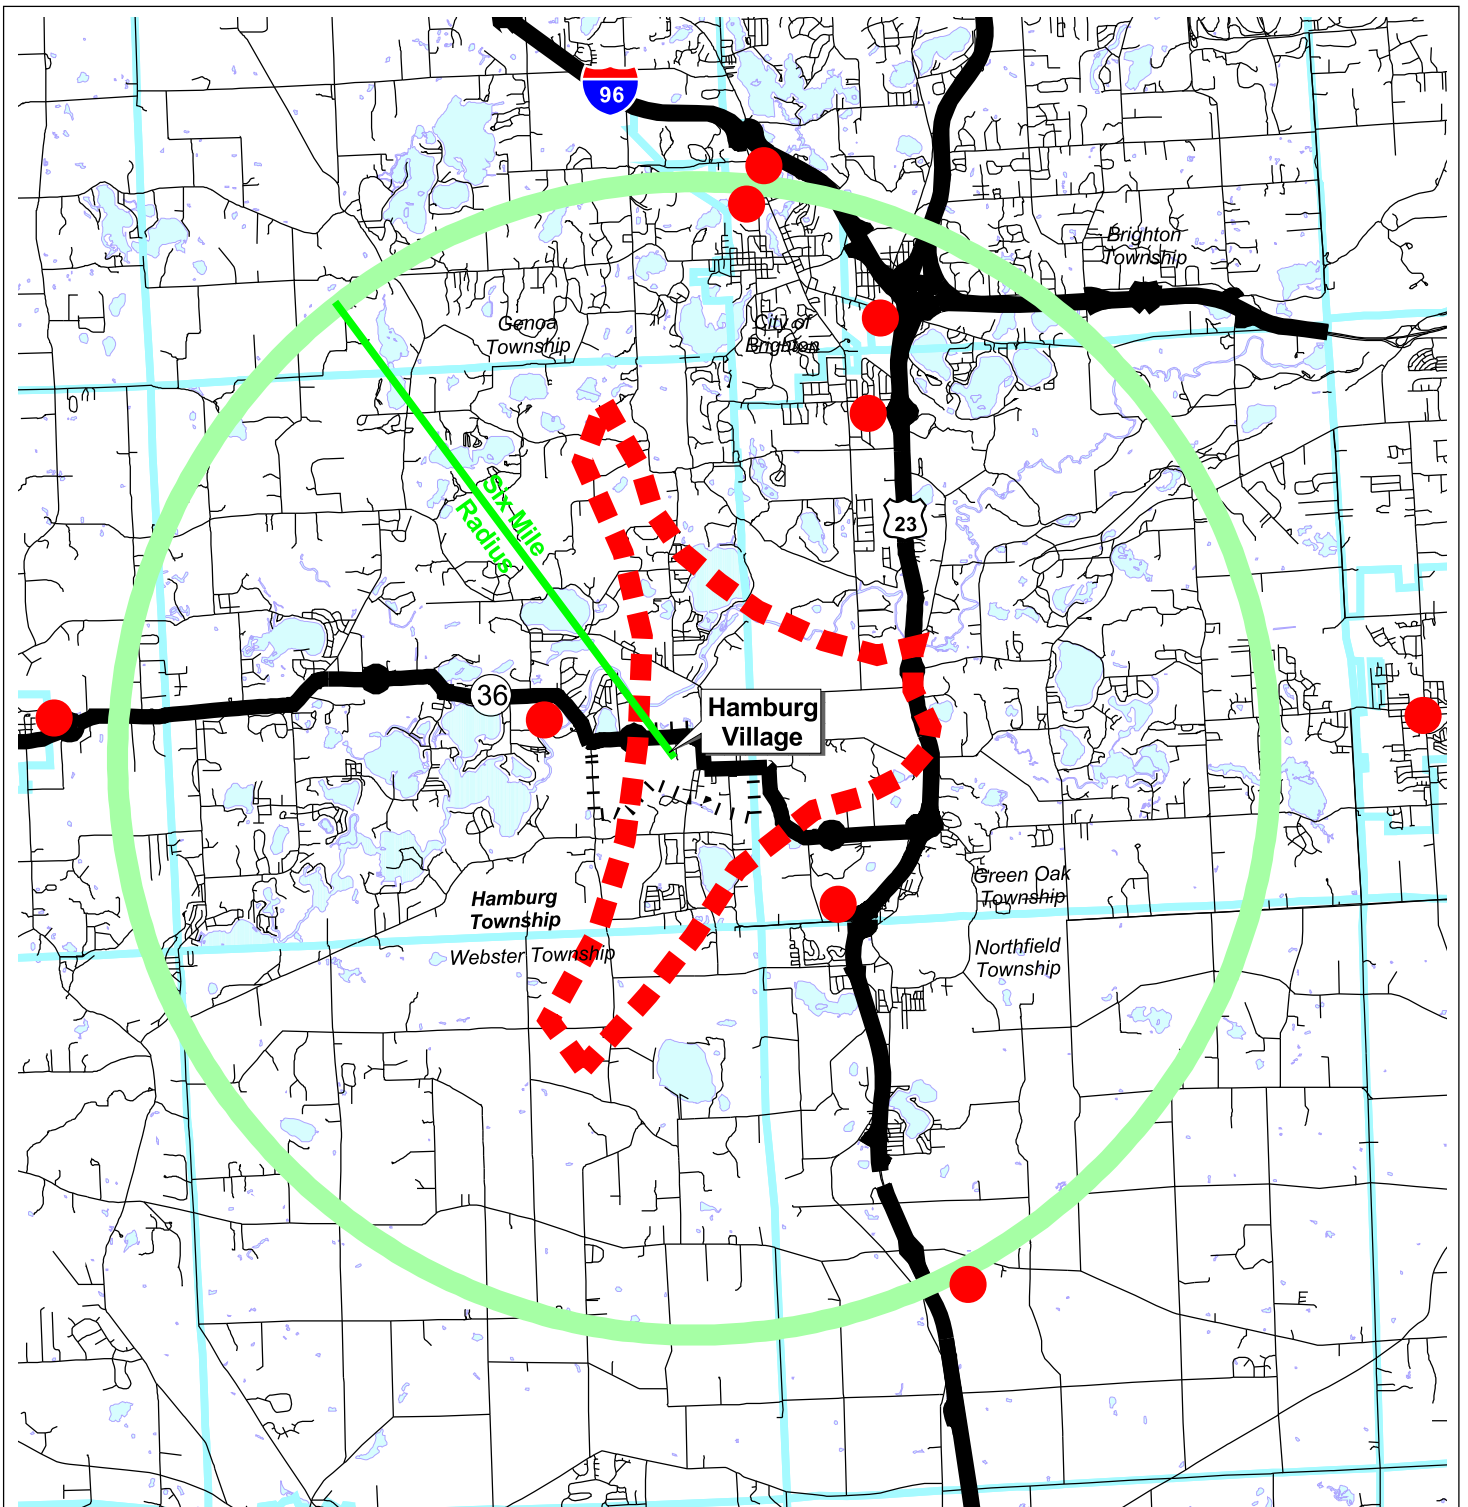 96
Brighton
Township
Genoa
Township
City of
Brighton
Six Mile
Radius
23
36
Hamburg
Village
Hamburg
Township
Green Oak
Township
Webster Township
Northfield
Township